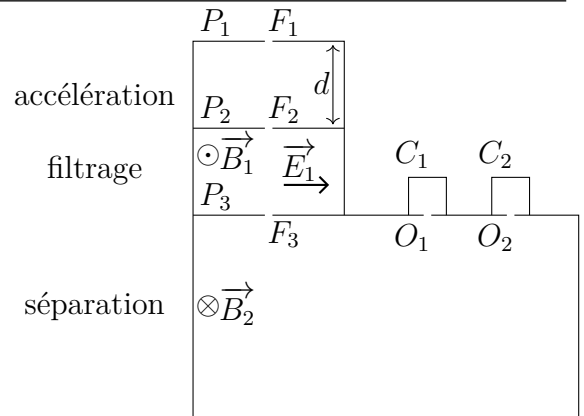 P₁ F₁
d
accélération
P₂ F₂
⊙B₁⃗ E₁⃗
filtrage
C₁ C₂
P₃
F₃
O₁ O₂
séparation
⊗B₂⃗